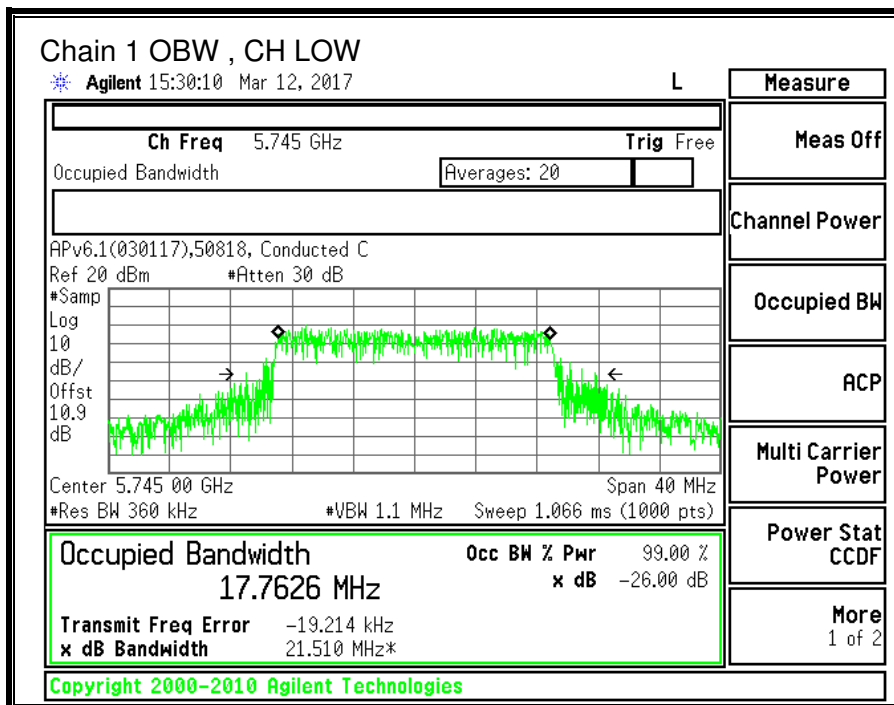 Chain 1 OBW , CH LOW
Agilent 15:30:10 Mar 12, 2017 L
Measure
Ch Freq 5.745 GHz Trig Free
Meas Off
Occupied Bandwidth Averages: 20
Channel Power
APv6.1(030117),50818, Conducted C
Ref 20 dBm #Atten 30 dB
#Samp
Log
10
dB/
Offst
10.9
dB
Occupied BW
ACP
Center 5.745 00 GHz Span 40 MHz
#Res BW 360 kHz #VBW 1.1 MHz Sweep 1.066 ms (1000 pts)
Multi Carrier
Power
Occupied Bandwidth Occ BW % Pwr 99.00 %
17.7626 MHz x dB -26.00 dB
Power Stat
CCDF
Transmit Freq Error -19.214 kHz
x dB Bandwidth 21.510 MHz*
More
1 of 2
Copyright 2000-2010 Agilent Technologies